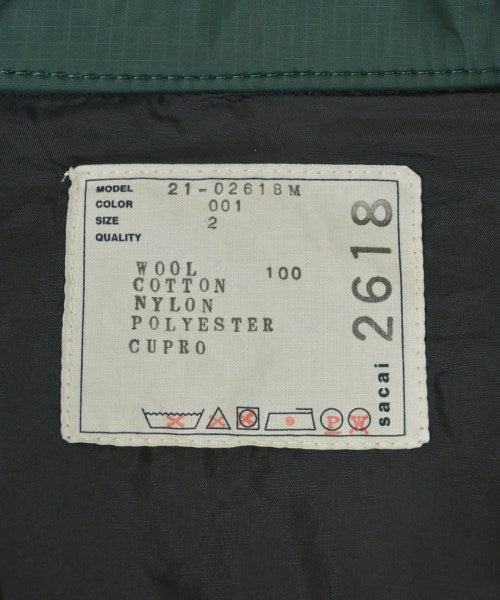 MODEL 21-02618M
COLOR 001
SIZE 2
QUALITY
WOOL 100
COTTON
NYLON
POLYESTER
CUPRO
P W
sacai 2618